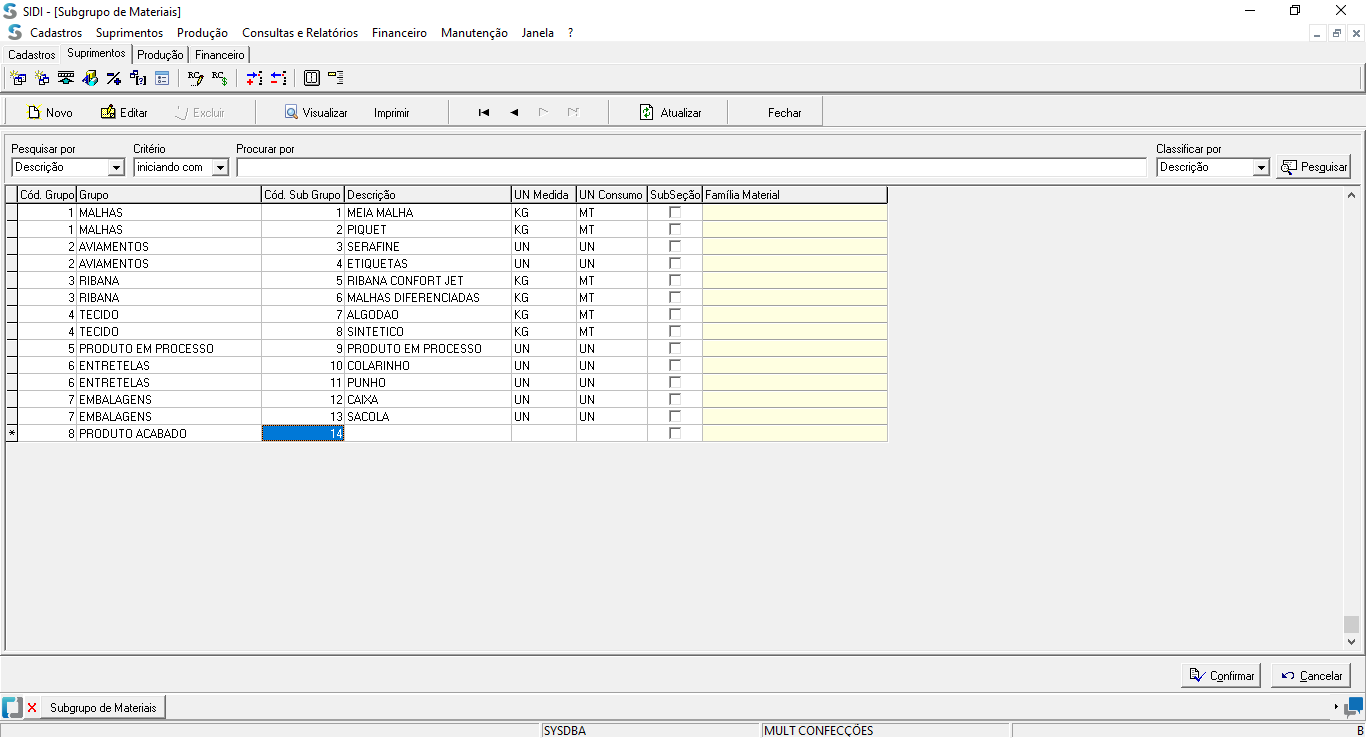 SIDI - [Subgrupo de Materiais]
Cadastros Suprimentos Produção Consultas e Relatórios Financeiro Manutenção Janela ?
Cadastros Suprimentos Produção Financeiro
Novo Editar Excluir Visualizar Imprimir Atualizar Fechar
Pesquisar por Critério Procurar por Classificar por
Descrição iniciando com Descrição Pesquisar
Cód. Grupo Grupo Cód. Sub Grupo Descrição UN Medida UN Consumo SubSeção Família Material
1 MALHAS 1 MEIA MALHA KG MT
1 MALHAS 2 PIQUET KG MT
2 AVIAMENTOS 3 SERAFINE UN UN
2 AVIAMENTOS 4 ETIQUETAS UN UN
3 RIBANA 5 RIBANA CONFORT JET KG MT
3 RIBANA 6 MALHAS DIFERENCIADAS KG MT
4 TECIDO 7 ALGODAO KG MT
4 TECIDO 8 SINTETICO KG MT
5 PRODUTO EM PROCESSO 9 PRODUTO EM PROCESSO UN UN
6 ENTRETELAS 10 COLARINHO UN UN
6 ENTRETELAS 11 PUNHO UN UN
7 EMBALAGENS 12 CAIXA UN UN
7 EMBALAGENS 13 SACOLA UN UN
* 8 PRODUTO ACABADO 14
Confirmar Cancelar
Subgrupo de Materiais
SYSDBA MULT CONFECÇÕES B